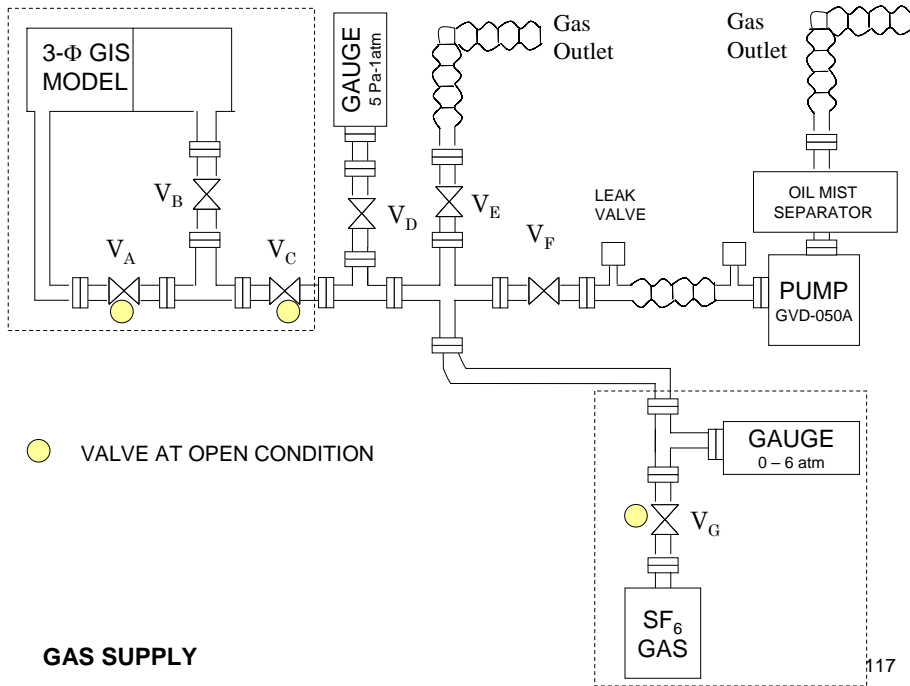 3-Φ GIS
MODEL
GAUGE
5 Pa-1atm
Gas
Outlet
Gas
Outlet
V_B
V_D
V_E
LEAK
VALVE
OIL MIST
SEPARATOR
V_A
V_C
V_F
PUMP
GVD-050A
VALVE AT OPEN CONDITION
GAUGE
0 – 6 atm
V_G
SF₆
GAS
GAS SUPPLY
117